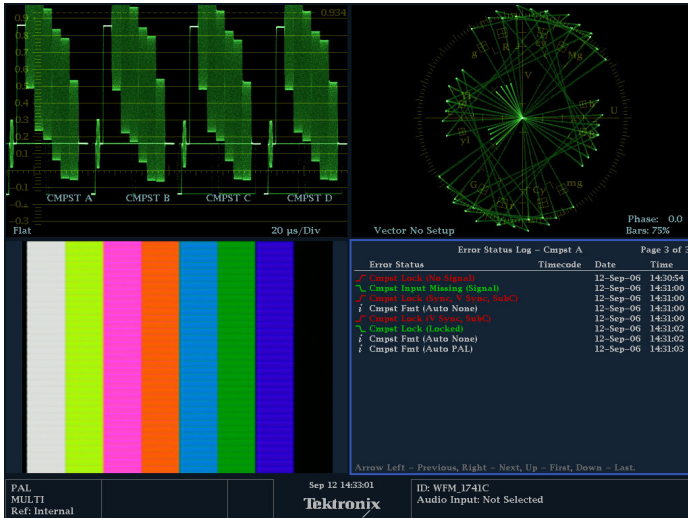 0.9
0.934
0.8
0.7
0.6
0.5
0.4
0.3
0.2
0.1
-0.1
-0.3
CMPST A CMPST B CMPST C CMPST D
Flat 20 µs/Div
R
g
Mg
V
U
yl
G
r
yf
Cy
mg
Phase: 0.0
Vector No Setup Bars: 75%
Error Status Log – Cmpst A Page 3 of 3
Error Status Timecode Date Time
Cmpst Lock (No Signal) 12-Sep-06 14:30:54
Cmpst Input Missing (Signal) 12-Sep-06 14:31:00
Cmpst Lock (Sync, V Sync, SubC) 12-Sep-06 14:31:00
i Cmpst Fmt (Auto None) 12-Sep-06 14:31:00
Cmpst Lock (V Sync, SubC) 12-Sep-06 14:31:00
Cmpst Lock (Locked) 12-Sep-06 14:31:02
i Cmpst Fmt (Auto None) 12-Sep-06 14:31:02
i Cmpst Fmt (Auto PAL) 12-Sep-06 14:31:03
Arrow Left – Previous, Right – Next, Up – First, Down – Last.
PAL
MULTI
Ref: Internal
Sep 12 14:33:01
Tektronix
ID: WFM_1741C
Audio Input: Not Selected